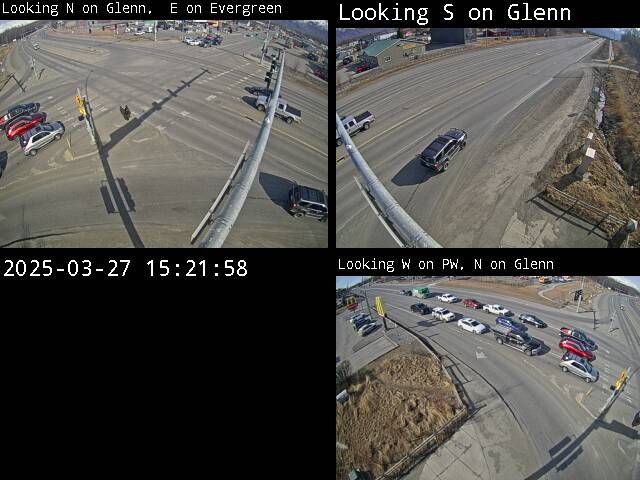 Looking N on Glenn,  E on Evergreen
Looking S on Glenn
2025-03-27 15:21:58
Looking W on PW, N on Glenn